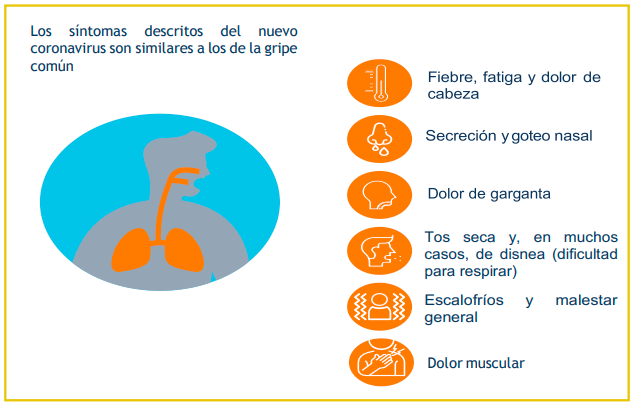 Los síntomas descritos del nuevo
coronavirus son similares a los de la gripe
común
Fiebre, fatiga y dolor de
cabeza
Secreción y goteo nasal
Dolor de garganta
Tos seca y, en muchos
casos, de disnea (dificultad
para respirar)
Escalofríos y malestar
general
Dolor muscular